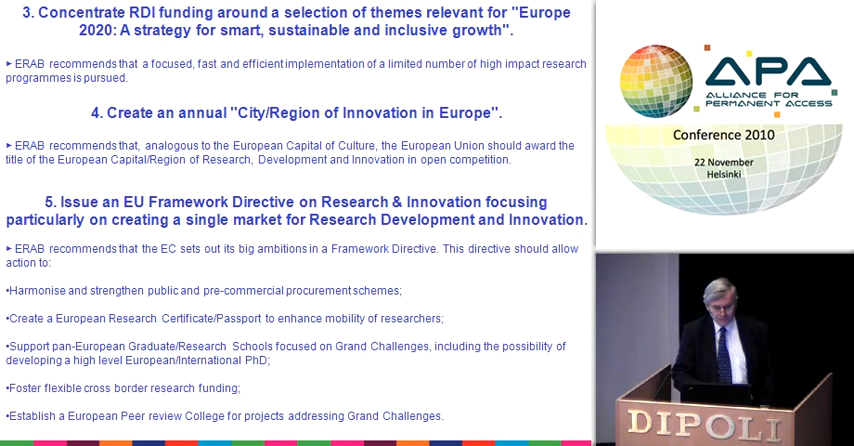 3. Concentrate RDI funding around a selection of themes relevant for "Europe
2020: A strategy for smart, sustainable and inclusive growth".
► ERAB recommends that a focused, fast and efficient implementation of a limited number of high impact research
programmes is pursued.
4. Create an annual "City/Region of Innovation in Europe".
► ERAB recommends that, analogous to the European Capital of Culture, the European Union should award the
title of the European Capital/Region of Research, Development and Innovation in open competition.
5. Issue an EU Framework Directive on Research & Innovation focusing
particularly on creating a single market for Research Development and Innovation.
► ERAB recommends that the EC sets out its big ambitions in a Framework Directive. This directive should allow
action to:
•Harmonise and strengthen public and pre-commercial procurement schemes;
•Create a European Research Certificate/Passport to enhance mobility of researchers;
•Support pan-European Graduate/Research Schools focused on Grand Challenges, including the possibility of
developing a high level European/International PhD;
•Foster flexible cross border research funding;
•Establish a European Peer review College for projects addressing Grand Challenges.
APA
ALLIANCE FOR
PERMANENT ACCESS
Conference 2010
22 November
Helsinki
DIPOLI